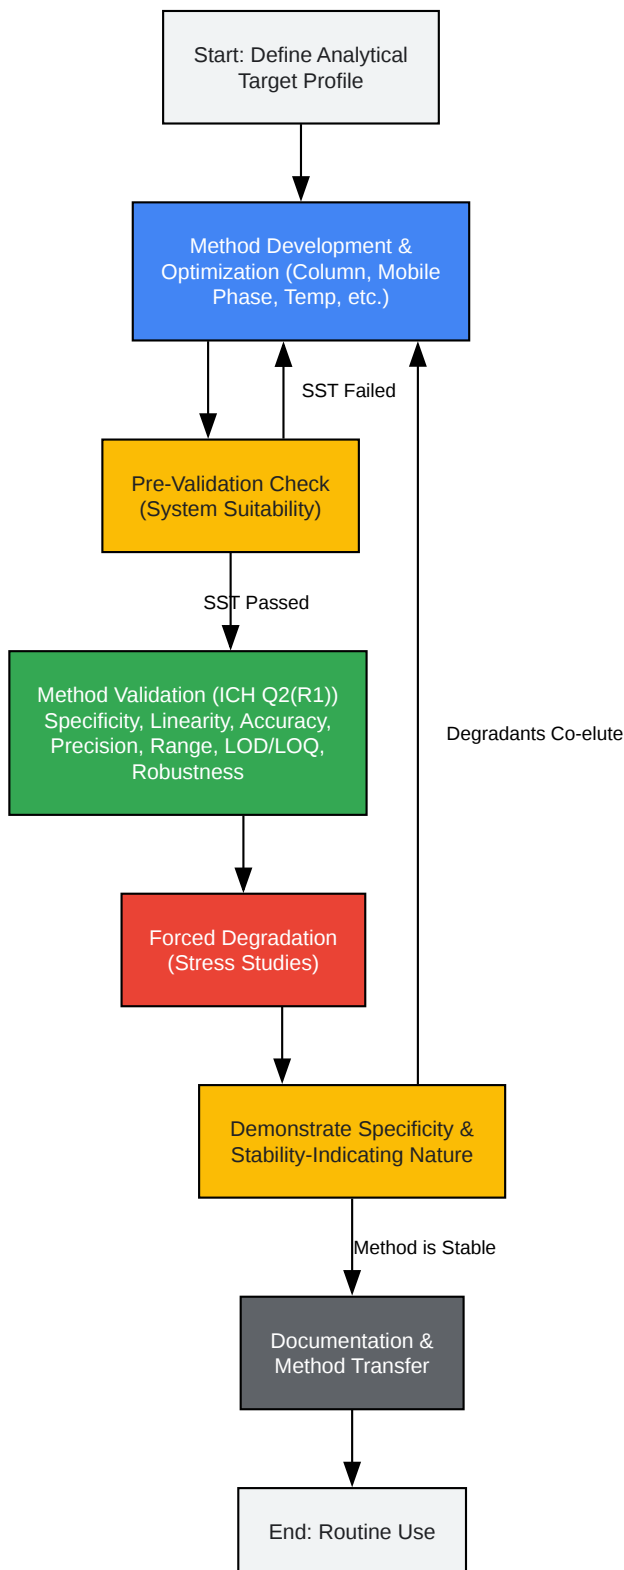 Start: Define Analytical
Target Profile
Method Development &
Optimization (Column, Mobile
Phase, Temp, etc.)
SST Failed
Pre-Validation Check
(System Suitability)
SST Passed
Method Validation (ICH Q2(R1))
Specificity, Linearity, Accuracy,
Precision, Range, LOD/LOQ,
Robustness
Degradants Co-elute
Forced Degradation
(Stress Studies)
Demonstrate Specificity &
Stability-Indicating Nature
Method is Stable
Documentation &
Method Transfer
End: Routine Use